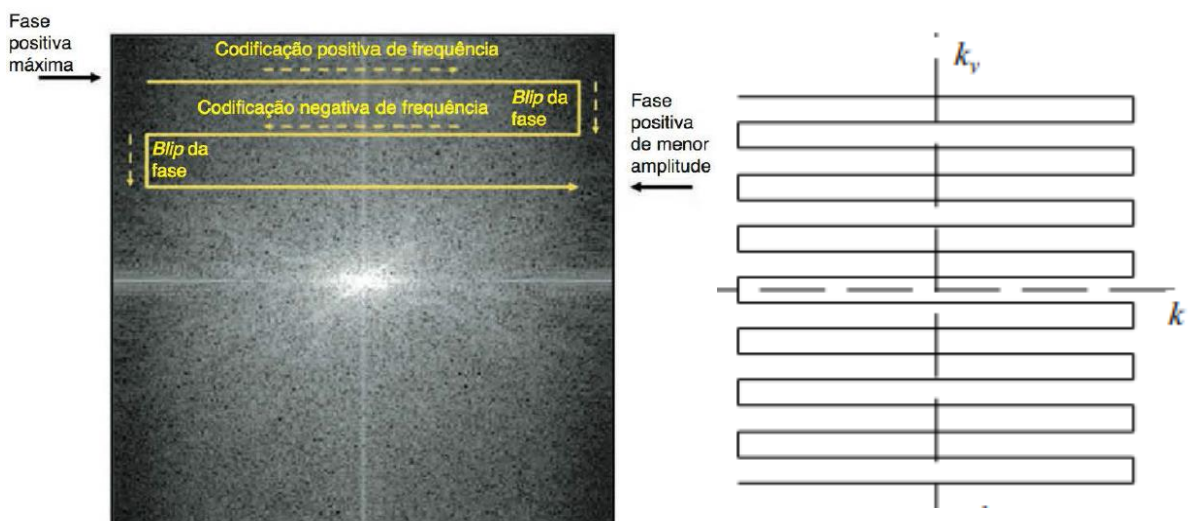 Fase
positiva
máxima
Codificação positiva de frequência
Codificação negativa de frequência
Blip da
fase
Blip da
fase
Fase
positiva
de menor
amplitude
k_y
k